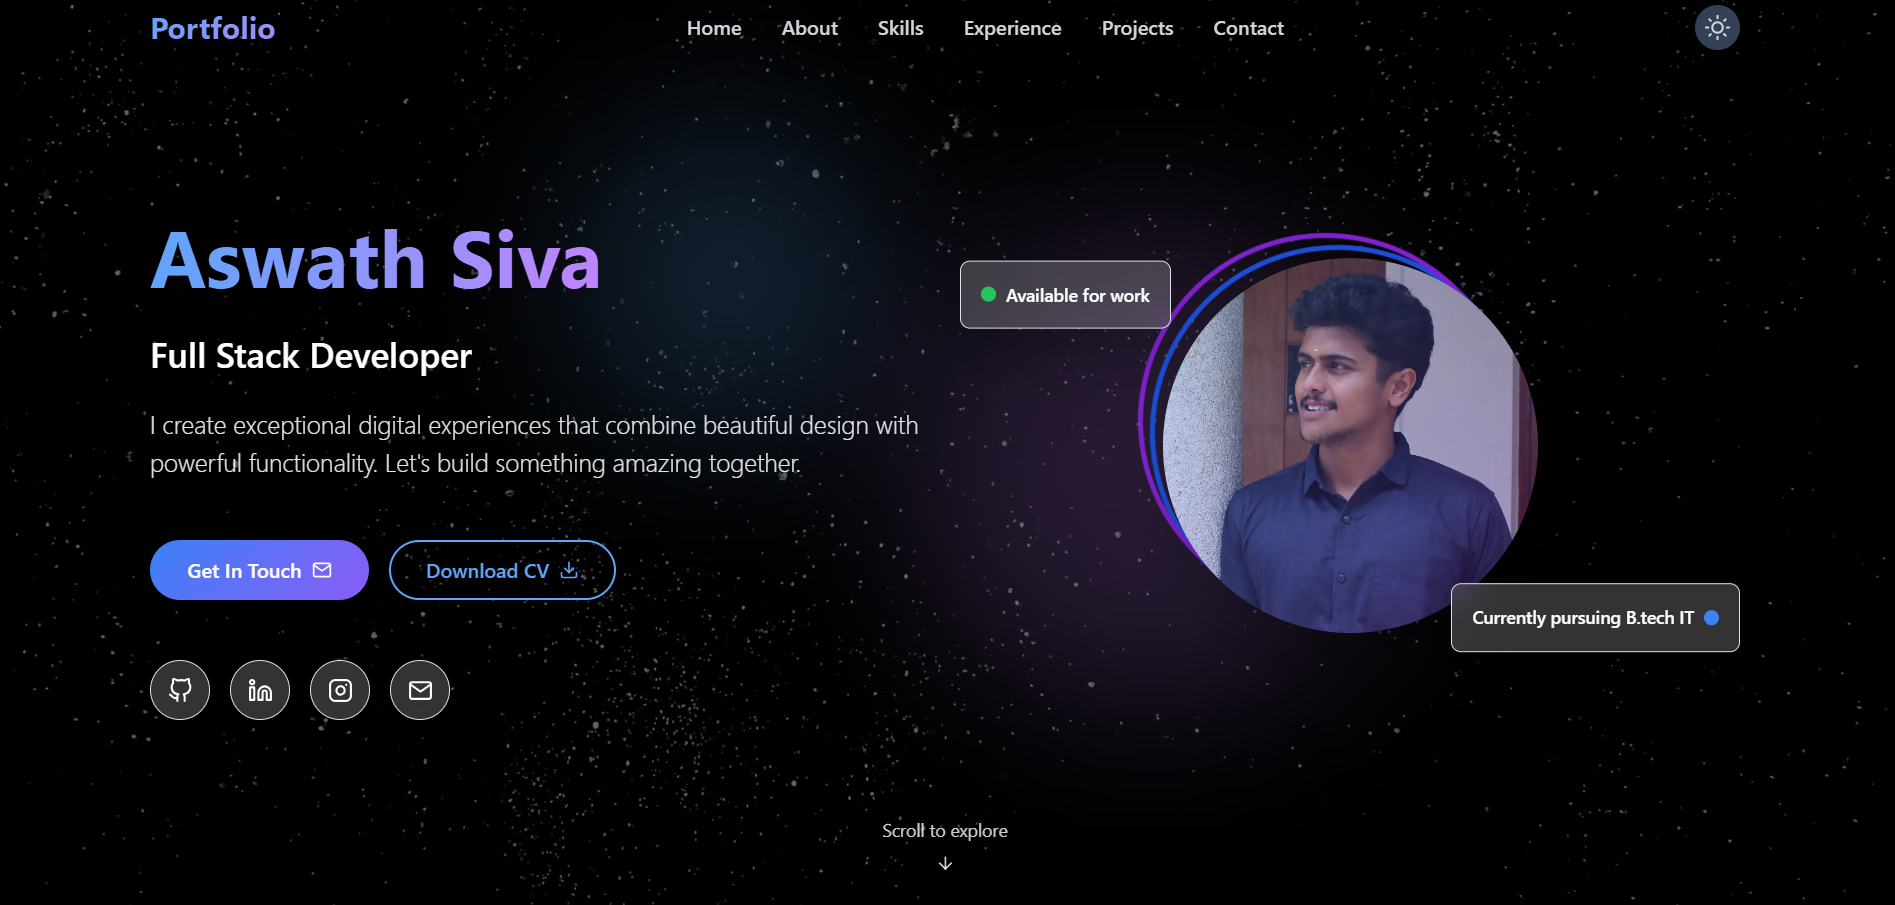 Portfolio
Home
About
Skills
Experience
Projects
Contact
Aswath Siva
Full Stack Developer
I create exceptional digital experiences that combine beautiful design with
powerful functionality. Let's build something amazing together.
Get In Touch
Download CV
Available for work
Currently pursuing B.tech IT
Scroll to explore